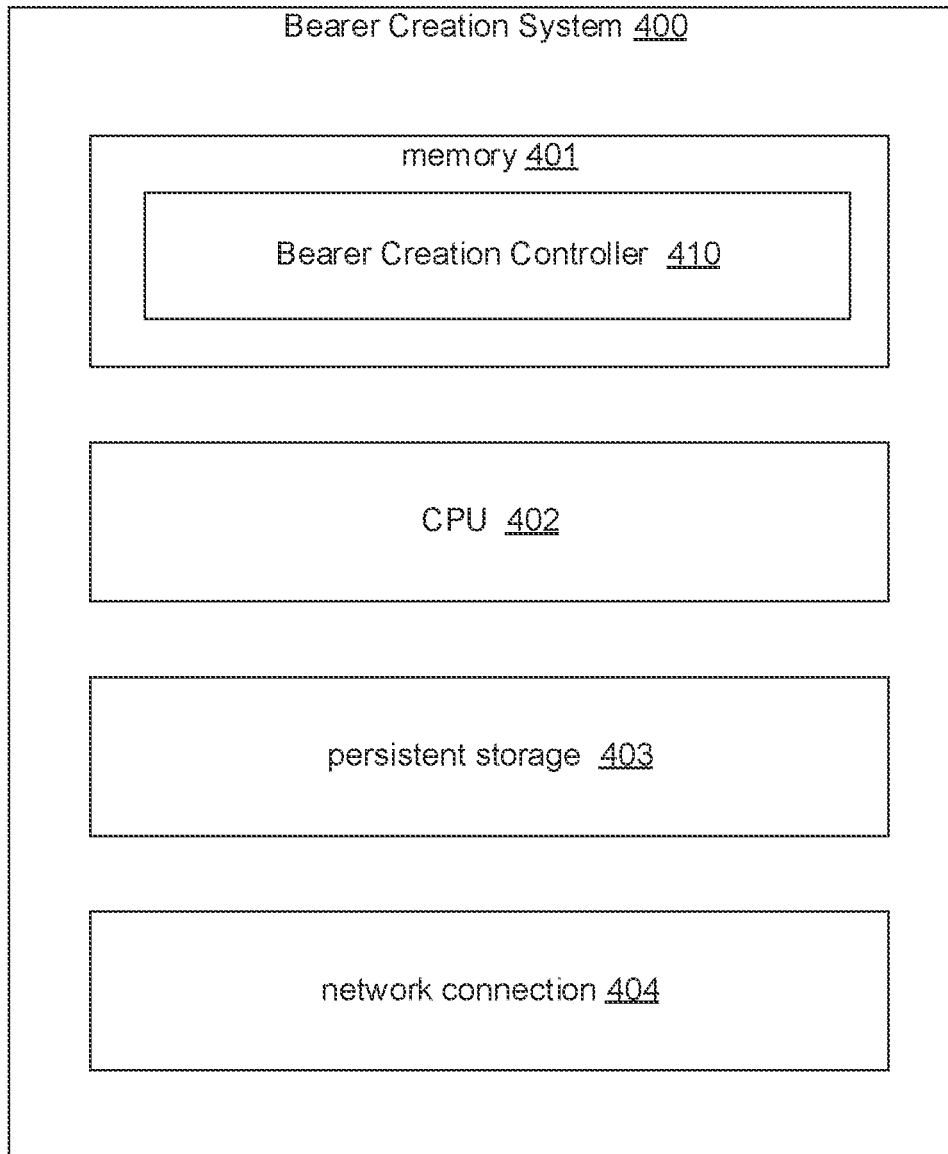 Bearer Creation System 400
memory 401
Bearer Creation Controller 410
CPU 402
persistent storage 403
network connection 404